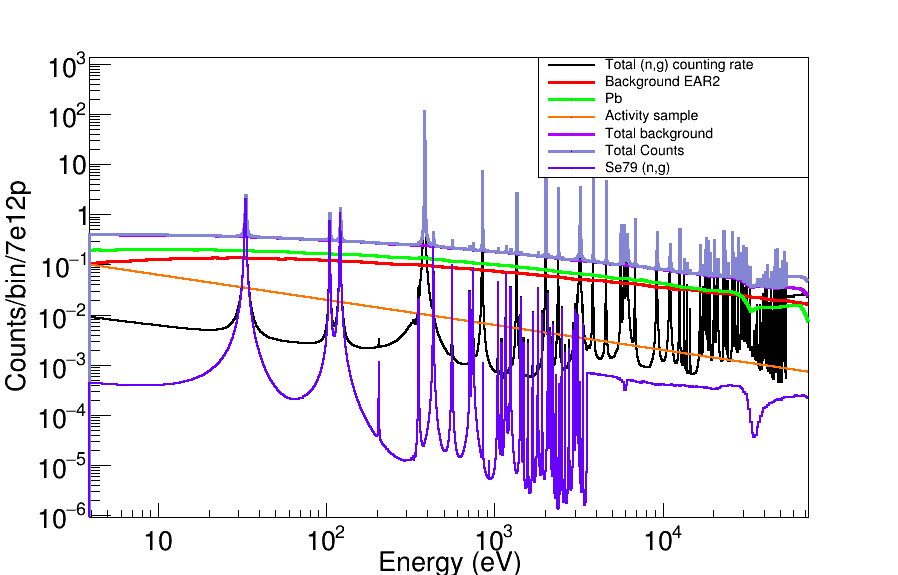 Total (n,g) counting rate
Background EAR2
Pb
Activity sample
Total background
Total Counts
Se79 (n,g)
Counts/bin/7e12p
10³
10²
10
1
10⁻¹
10⁻²
10⁻³
10⁻⁴
10⁻⁵
10⁻⁶
10 10² 10³ 10⁴
Energy (eV)